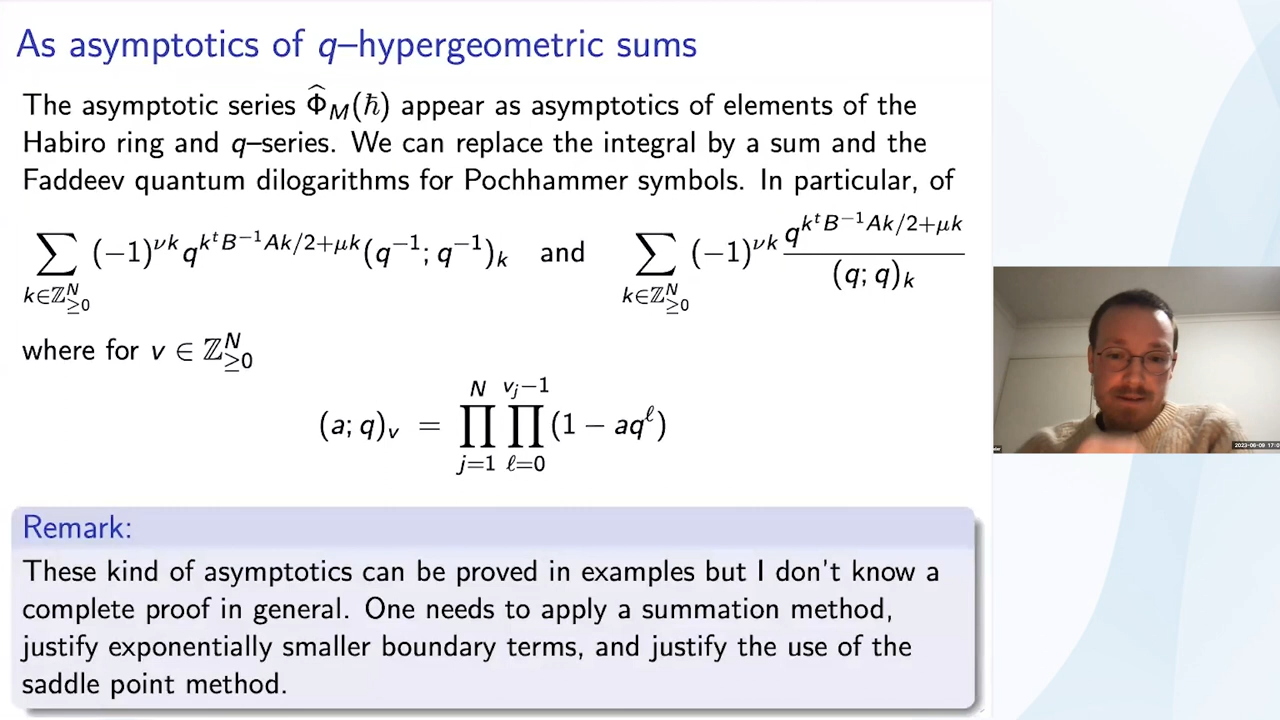 As asymptotics of q–hypergeometric sums
The asymptotic series Φ̂_M(ℏ) appear as asymptotics of elements of the
Habiro ring and q–series. We can replace the integral by a sum and the
Faddeev quantum dilogarithms for Pochhammer symbols. In particular, of
∑_{k∈ℤ^N_{≥0}} (−1)^{νk} q^{k^t B^{−1}Ak/2+μk} (q^{−1}; q^{−1})_k and ∑_{k∈ℤ^N_{≥0}} (−1)^{νk} q^{k^t B^{−1}Ak/2+μk} / (q; q)_k
where for v ∈ ℤ^N_{≥0}
(a; q)_v = ∏_{j=1}^{N} ∏_{ℓ=0}^{v_j−1} (1 − aq^ℓ)
Remark:
These kind of asymptotics can be proved in examples but I don't know a
complete proof in general. One needs to apply a summation method,
justify exponentially smaller boundary terms, and justify the use of the
saddle point method.